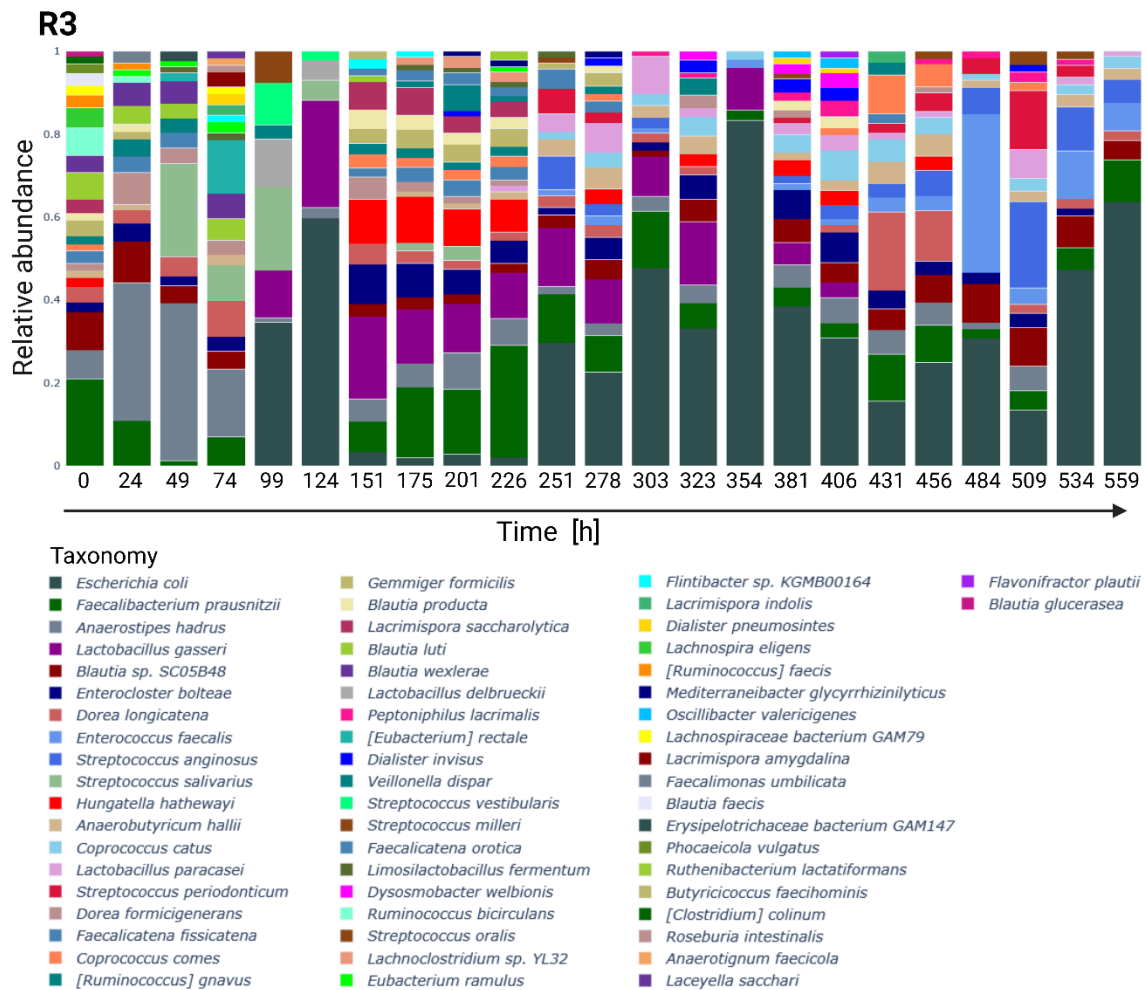 R3
Relative abundance
1
0.8
0.6
0.4
0.2
0
0 24 49 74 99 124 151 175 201 226 251 278 303 323 354 381 406 431 456 484 509 534 559
Time [h]
Taxonomy
Escherichia coli
Faecalibacterium prausnitzii
Anaerostipes hadrus
Lactobacillus gasseri
Blautia sp. SC05B48
Enterocloster bolteae
Dorea longicatena
Enterococcus faecalis
Streptococcus anginosus
Streptococcus salivarius
Hungatella hathewayi
Anaerobutyricum hallii
Coprococcus catus
Lactobacillus paracasei
Streptococcus periodonticum
Dorea formicigenerans
Faecalicatena fissicatena
Coprococcus comes
[Ruminococcus] gnavus
Gemmiger formicilis
Blautia producta
Lacrimispora saccharolytica
Blautia luti
Blautia wexlerae
Lactobacillus delbrueckii
Peptoniphilus lacrimalis
[Eubacterium] rectale
Dialister invisus
Veillonella dispar
Streptococcus vestibularis
Streptococcus milleri
Faecalicatena orotica
Limosilactobacillus fermentum
Dysosmobacter welbionis
Ruminococcus bicirculans
Streptococcus oralis
Lachnoclostridium sp. YL32
Eubacterium ramulus
Flintibacter sp. KGMB00164
Lacrimispora indolis
Dialister pneumosintes
Lachnospira eligens
[Ruminococcus] faecis
Mediterraneibacter glycyrrhizinilyticus
Oscillibacter valericigenes
Lachnospiraceae bacterium GAM79
Lacrimispora amygdalina
Faecalimonas umbilicata
Blautia faecis
Erysipelotrichaceae bacterium GAM147
Phocaeicola vulgatus
Ruthenibacterium lactatiformans
Butyricicoccus faecihominis
[Clostridium] colinum
Roseburia intestinalis
Anaerotignum faecicola
Laceyella sacchari
Flavonifractor plautii
Blautia glucerasea